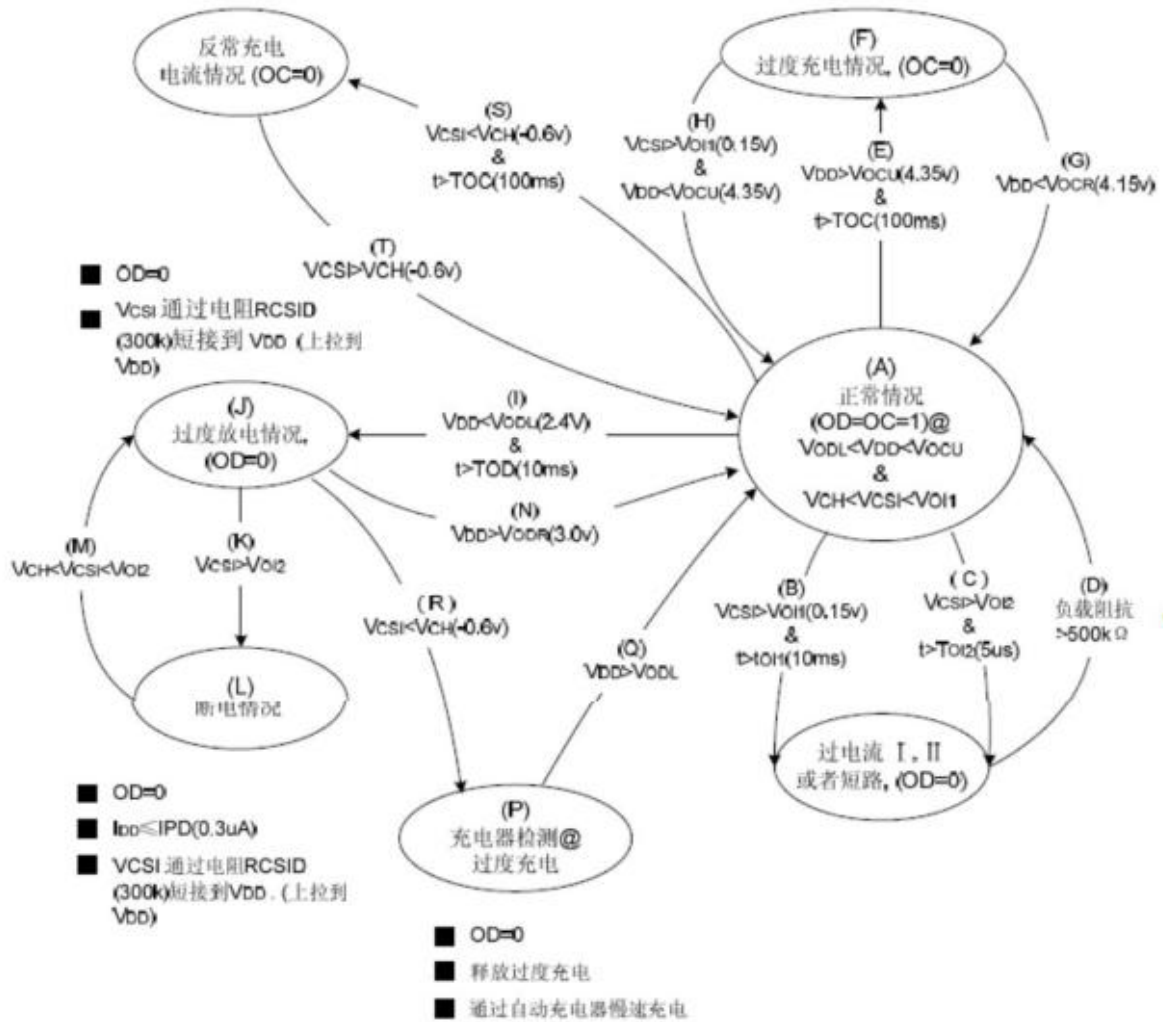 反常充电
电流情况 (OC=0)
(F)
过度充电情况, (OC=0)
(S)
VCSI<VCH(-0.6v)
&
t>TOC(100ms)
(H)
VCSI>VOI1(0.15v)
&
VDD<VOCU(4.35v)
(E)
VDD>VOCU(4.35v)
&
t>TOC(100ms)
(G)
VDD<VOCR(4.15v)
(T)
VCSI>VCH(-0.6v)
■ OD=0
■ VCSI 通过电阻RCSID
(300k)短接到 VDD (上拉到
VDD)
(A)
正常情况
(OD=OC=1)@
VODL<VDD<VOCU
&
VCH<VCSI<VOI1
(J)
过度放电情况,
(OD=0)
(I)
VDD<VODL(2.4V)
&
t>TOD(10ms)
(N)
VDD>VODR(3.0v)
(M)
VCH<VCSI<VOI2
(K)
VCSI>VOI2
(R)
VCSI<VCH(-0.6v)
(Q)
VDD>VODL
(B)
VCSI>VOI1(0.15v)
&
t>tOI1(10ms)
(C)
VCSI>VOI2
&
t>TOI2(5us)
(D)
负载阻抗
>500kΩ
(L)
断电情况
过电流 I, II
或者短路, (OD=0)
■ OD=0
■ IDD≤IPD(0.3uA)
■ VCSI 通过电阻RCSID
(300k)短接到VDD. (上拉到
VDD)
(P)
充电器检测@
过度充电
■ OD=0
■ 释放过度充电
■ 通过自动充电器慢速充电